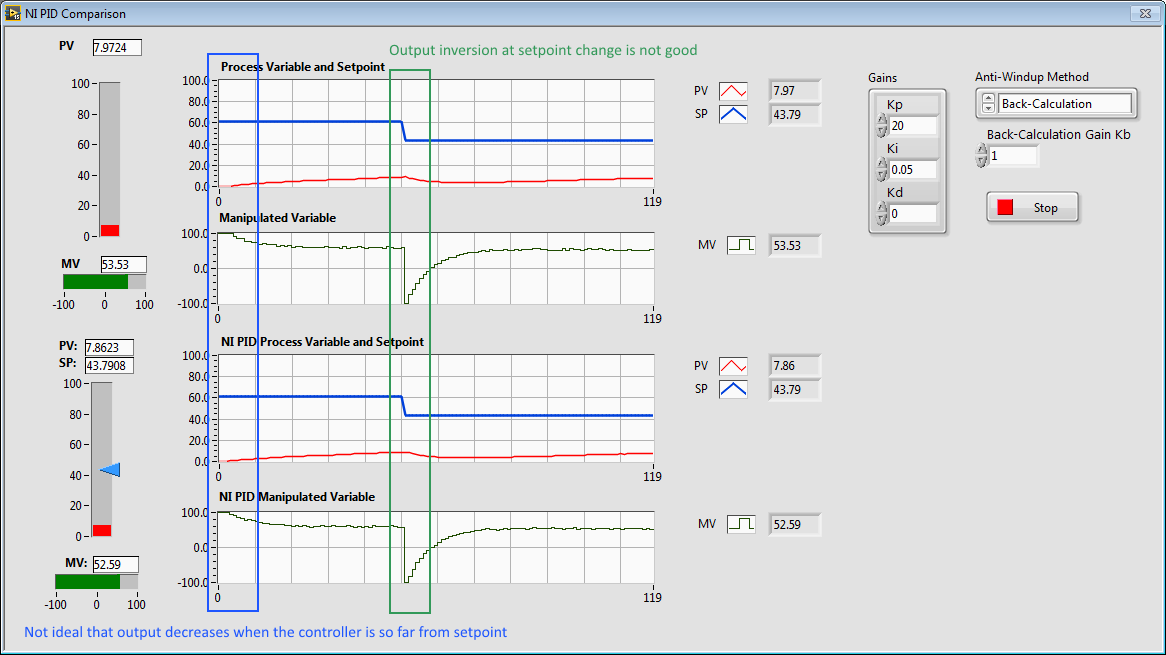 NI PID Comparison
PV 7.9724
Output inversion at setpoint change is not good
Process Variable and Setpoint
100
80
60
40
20
0
100.0
80.0
60.0
40.0
20.0
0.0
0 119
PV 7.97
SP 43.79
Gains
Kp
20
Ki
0.05
Kd
0
Anti-Windup Method
Back-Calculation
Back-Calculation Gain Kb
1
Stop
Manipulated Variable
MV 53.53
-100 0 100
100.0
0.0
-100.0
0 119
MV 53.53
PV: 7.8623
SP: 43.7908
100
80
60
40
20
0
NI PID Process Variable and Setpoint
100.0
80.0
60.0
40.0
20.0
0.0
0 119
PV 7.86
SP 43.79
NI PID Manipulated Variable
100.0
0.0
-100.0
0 119
MV 52.59
MV: 52.59
-100 0 100
Not ideal that output decreases when the controller is so far from setpoint